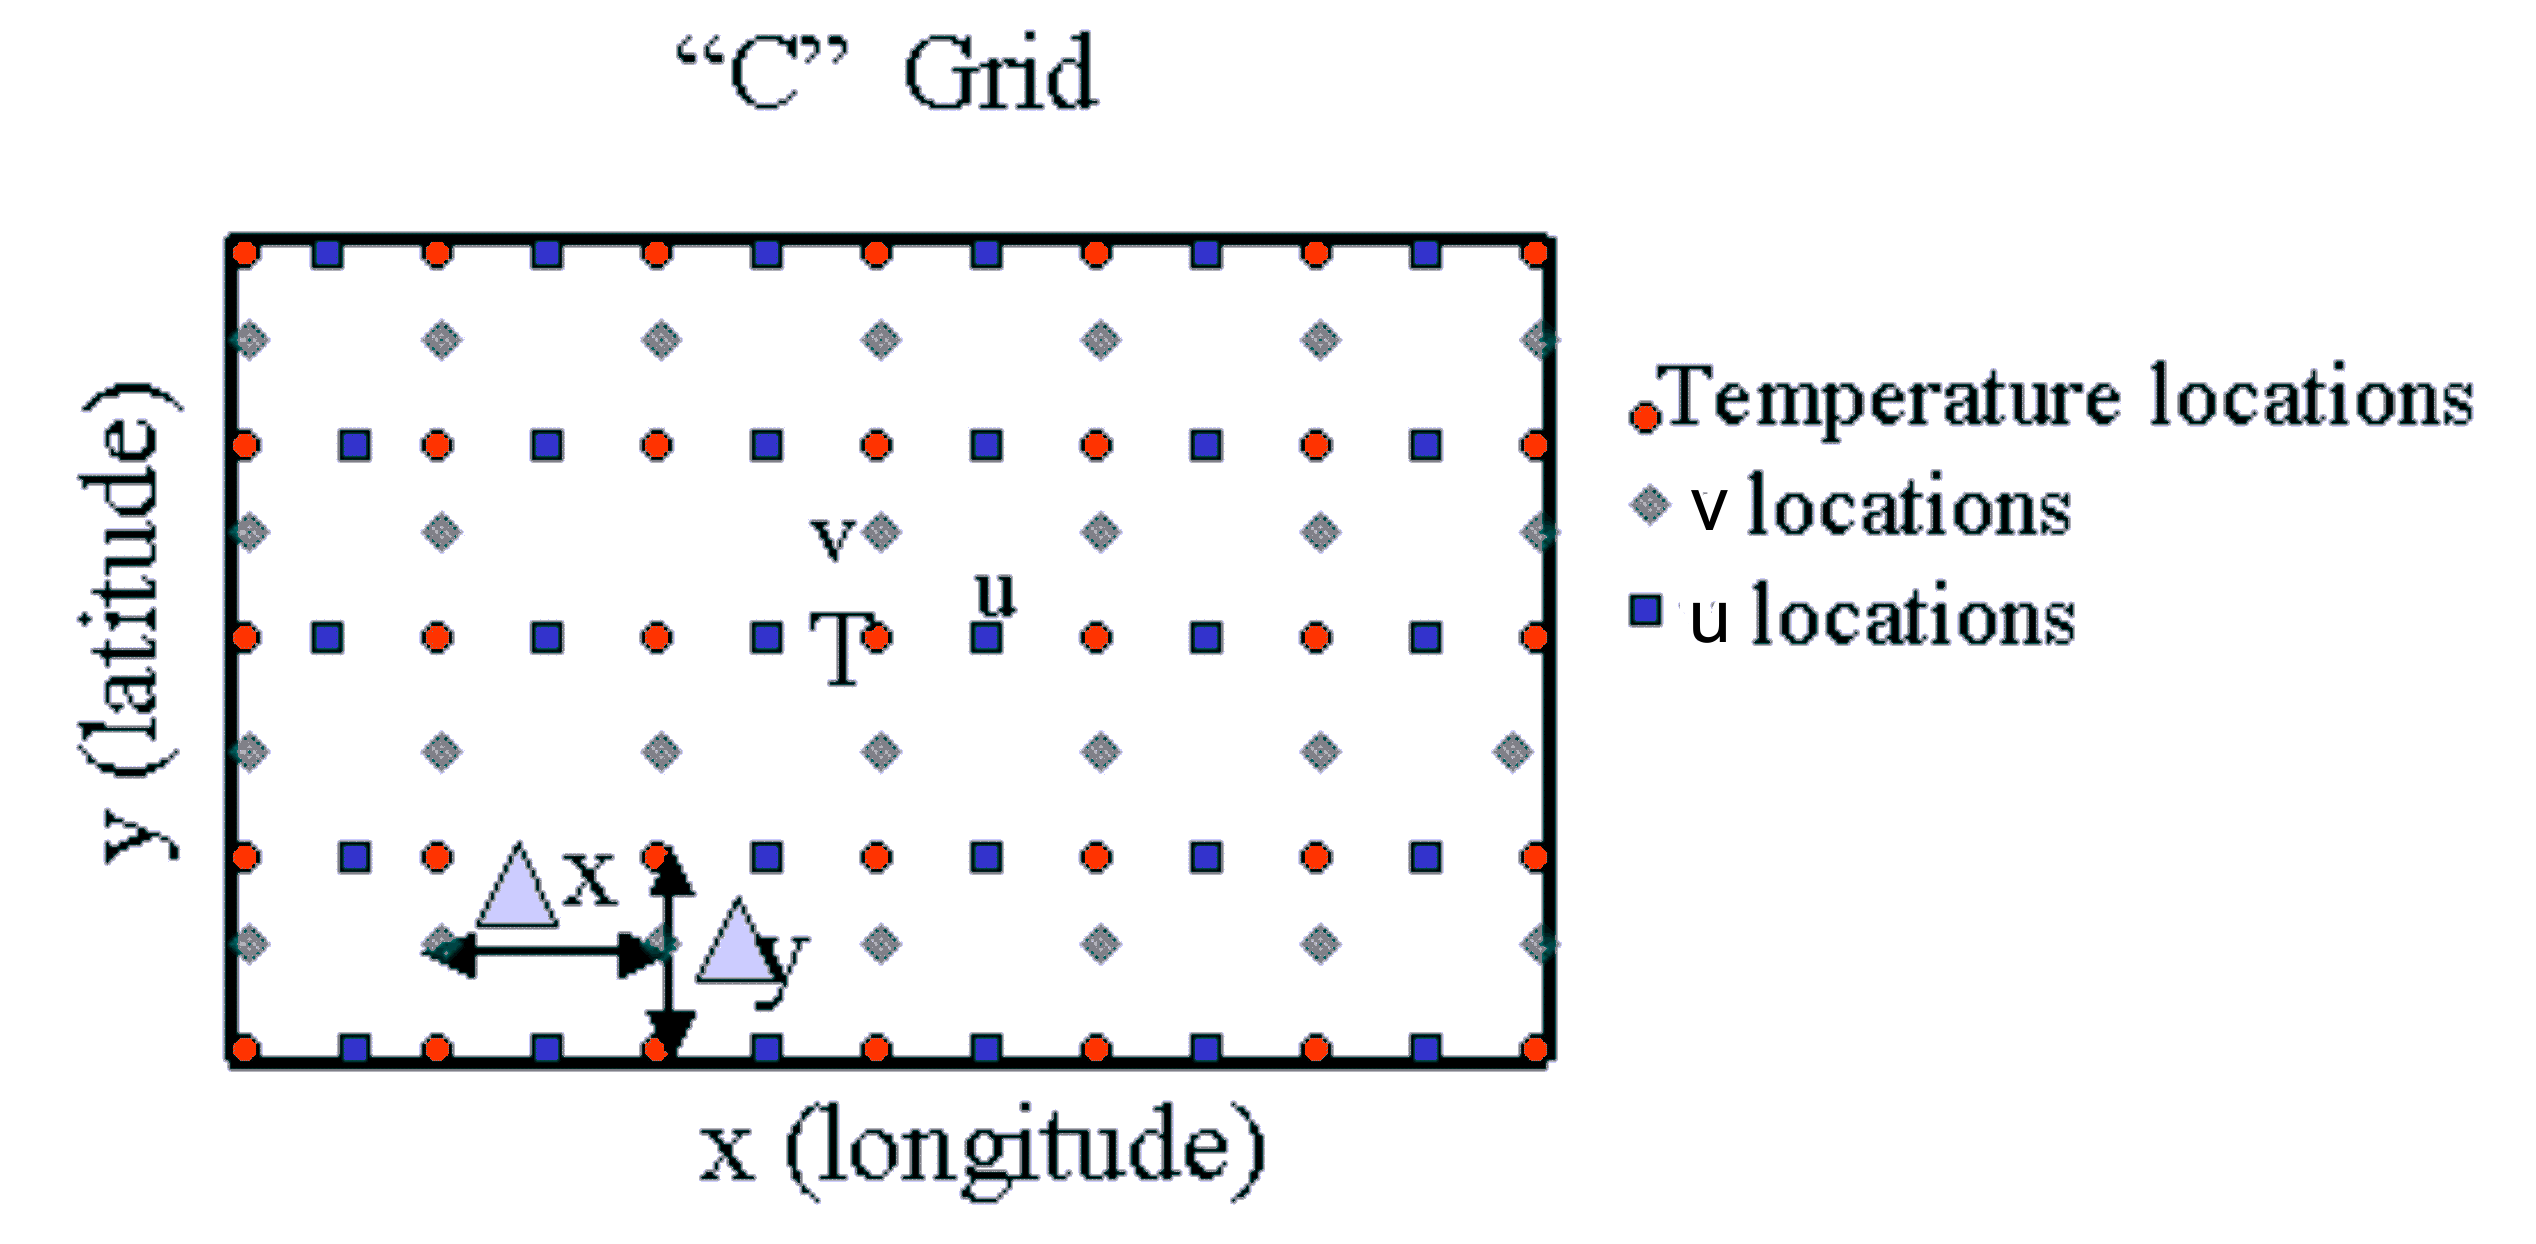 “C” Grid
y (latitude)
Temperature locations
v locations
u locations
v
u
T
Δx
Δy
x (longitude)